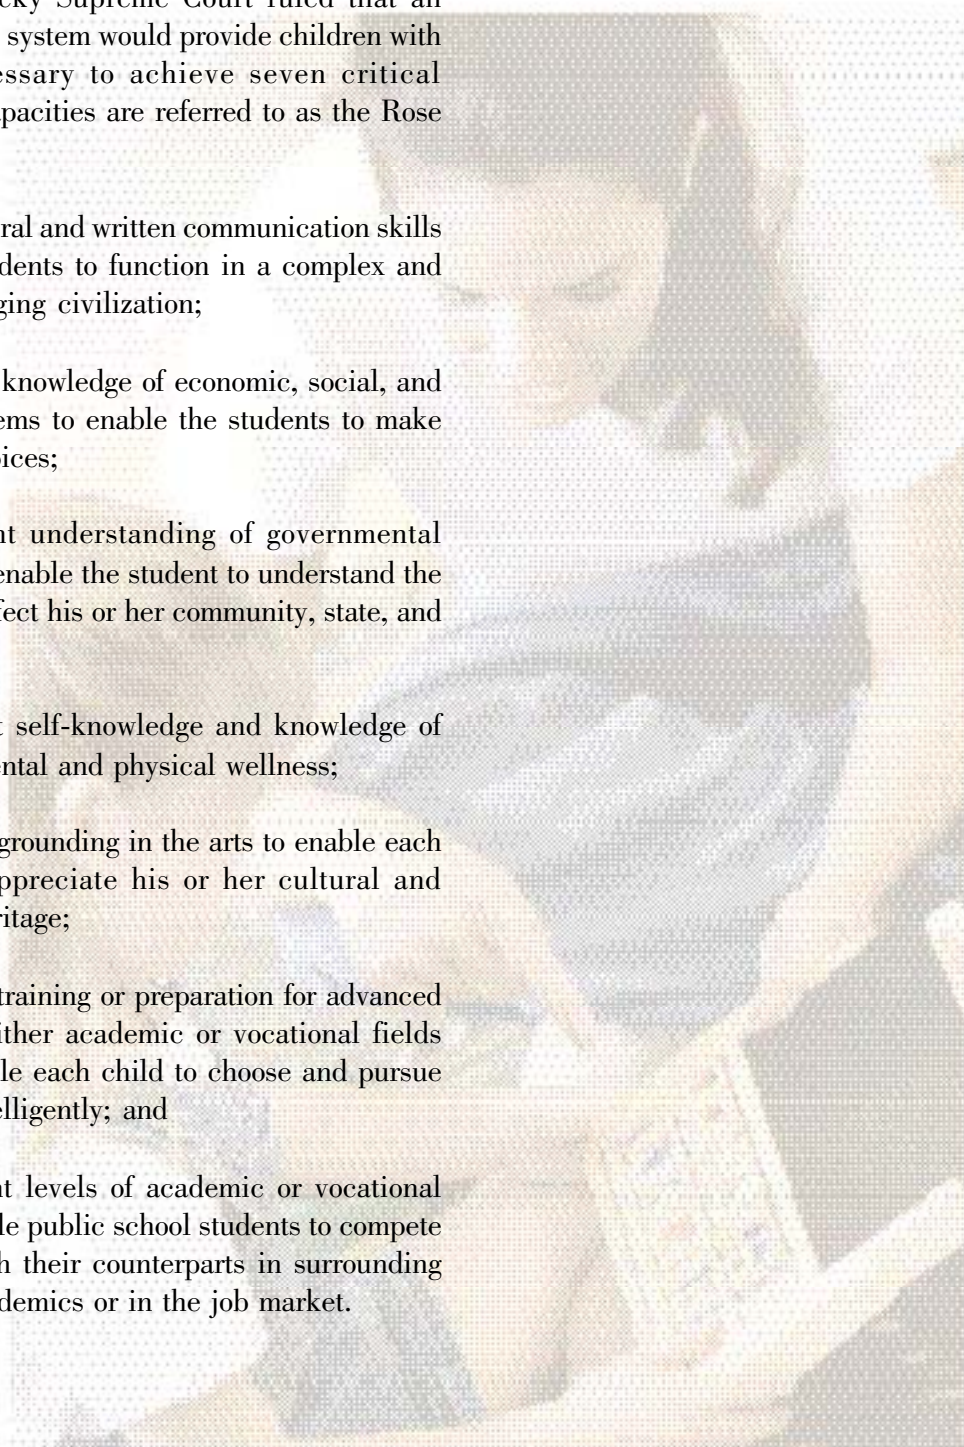 cky Supreme Court ruled that an
system would provide children with
essary to achieve seven critical
pacities are referred to as the Rose
ral and written communication skills
dents to function in a complex and
ging civilization;
knowledge of economic, social, and
ems to enable the students to make
ices;
nt understanding of governmental
enable the student to understand the
fect his or her community, state, and
t self-knowledge and knowledge of
ental and physical wellness;
grounding in the arts to enable each
ppreciate his or her cultural and
ritage;
training or preparation for advanced
ither academic or vocational fields
le each child to choose and pursue
elligently; and
nt levels of academic or vocational
le public school students to compete
h their counterparts in surrounding
demics or in the job market.